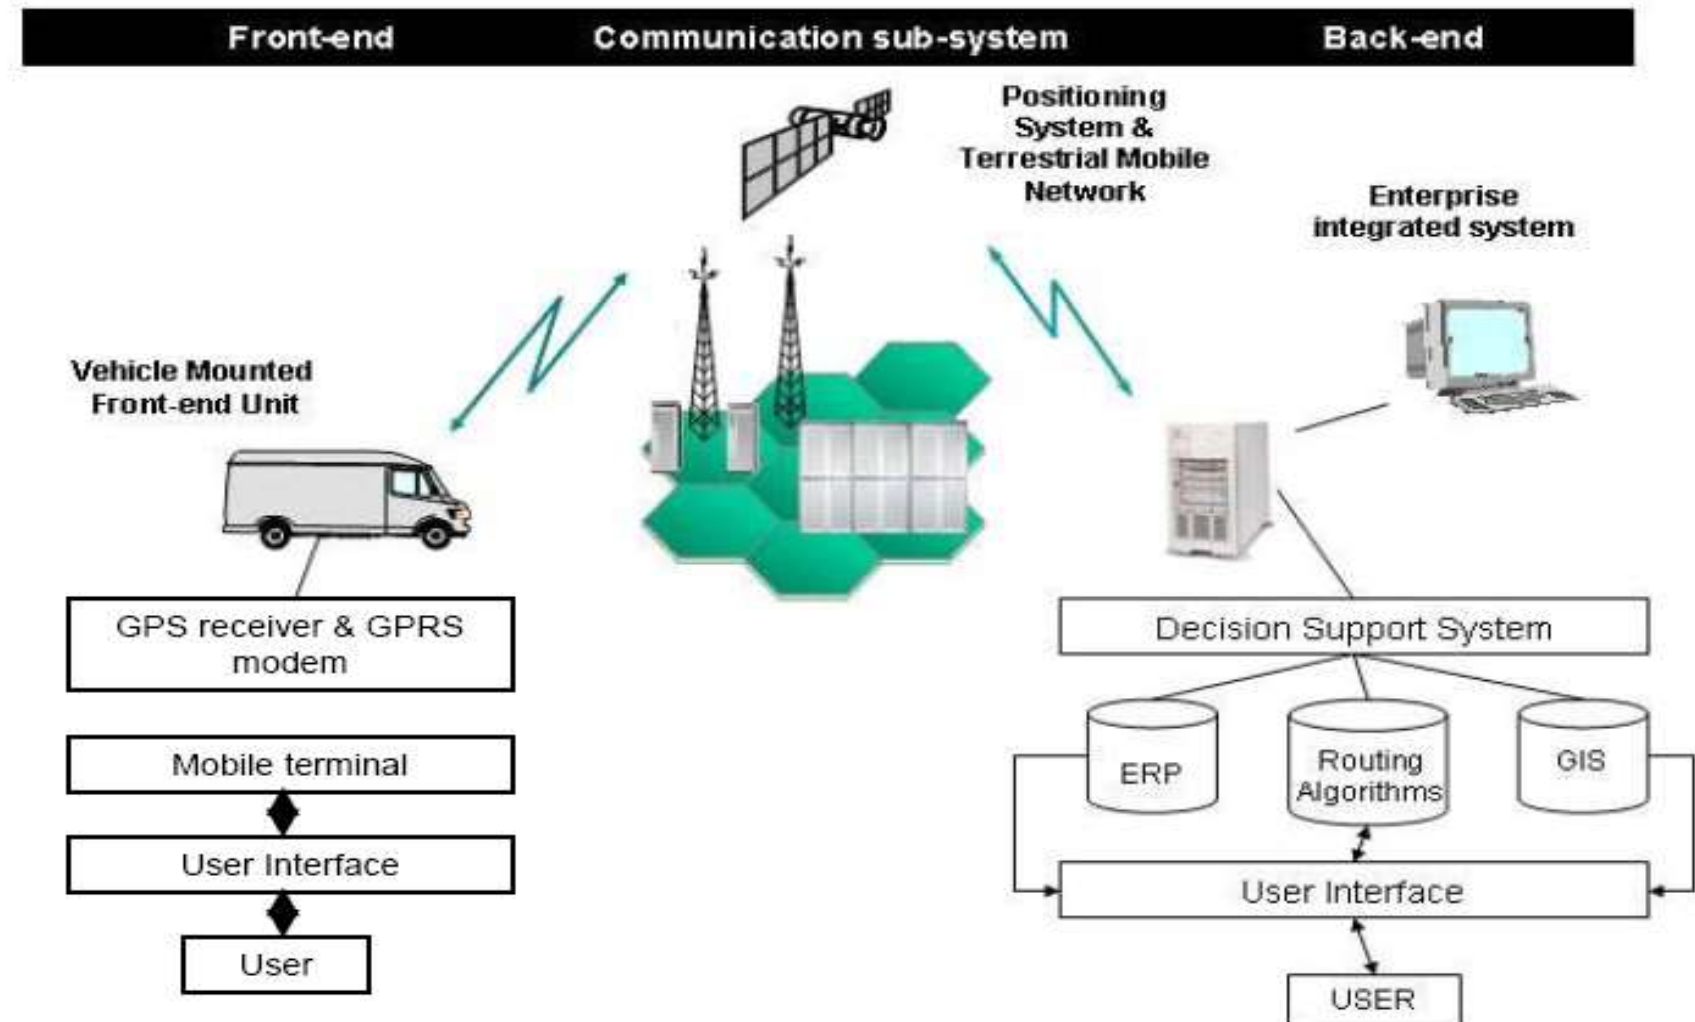 Front-end
Communication sub-system
Back-end
Positioning
System &
Terrestrial Mobile
Network
Enterprise
integrated system
Vehicle Mounted
Front-end Unit
GPS receiver & GPRS
modem
Mobile terminal
User Interface
User
Decision Support System
ERP
Routing
Algorithms
GIS
User Interface
USER